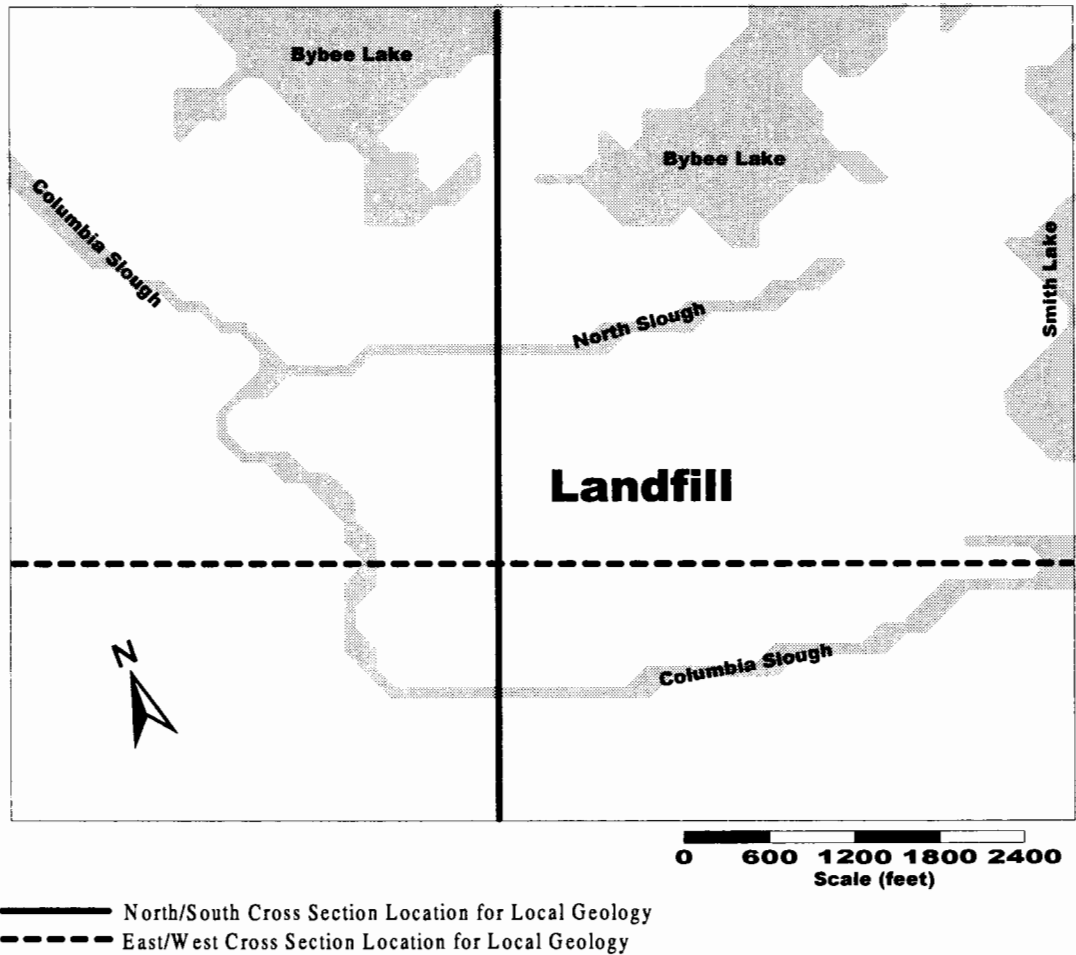 Bybee Lake
Bybee Lake
Columbia Slough
Smith Lake
North Slough
Landfill
N
Columbia Slough
0 600 1200 1800 2400
Scale (feet)
North/South Cross Section Location for Local Geology
East/West Cross Section Location for Local Geology